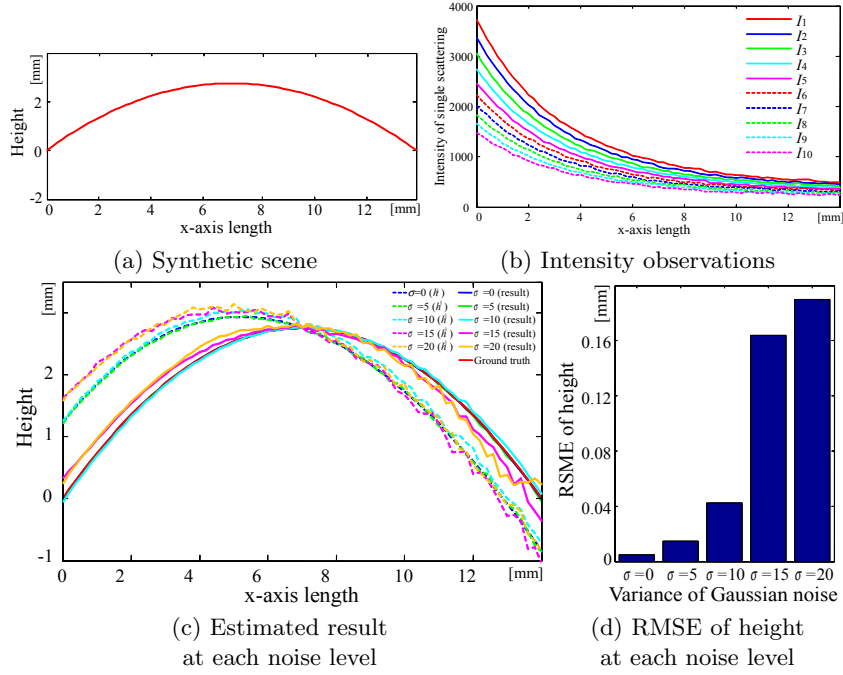 [mm]
2
0
-2
Height
0 2 4 6 8 10 12 [mm]
x-axis length
(a) Synthetic scene
4000
3000
2000
1000
0
Intensity of single scattering
I1
I2
I3
I4
I5
I6
I7
I8
I9
I10
0 2 4 6 8 10 12 [mm]
x-axis length
(b) Intensity observations
[mm]
2
1
0
-1
Height
σ=0 (h') σ =0 (result)
σ =5 (h') σ =5 (result)
σ =10 (h') σ =10 (result)
σ =15 (h') σ =15 (result)
σ =20 (h') σ =20 (result)
Ground truth
0 2 4 6 8 10 12 [mm]
x-axis length
(c) Estimated result
at each noise level
[mm]
0.16
0.12
0.08
0.04
0
RSME of height
σ =0 σ =5 σ =10 σ =15 σ =20
Variance of Gaussian noise
(d) RMSE of height
at each noise level